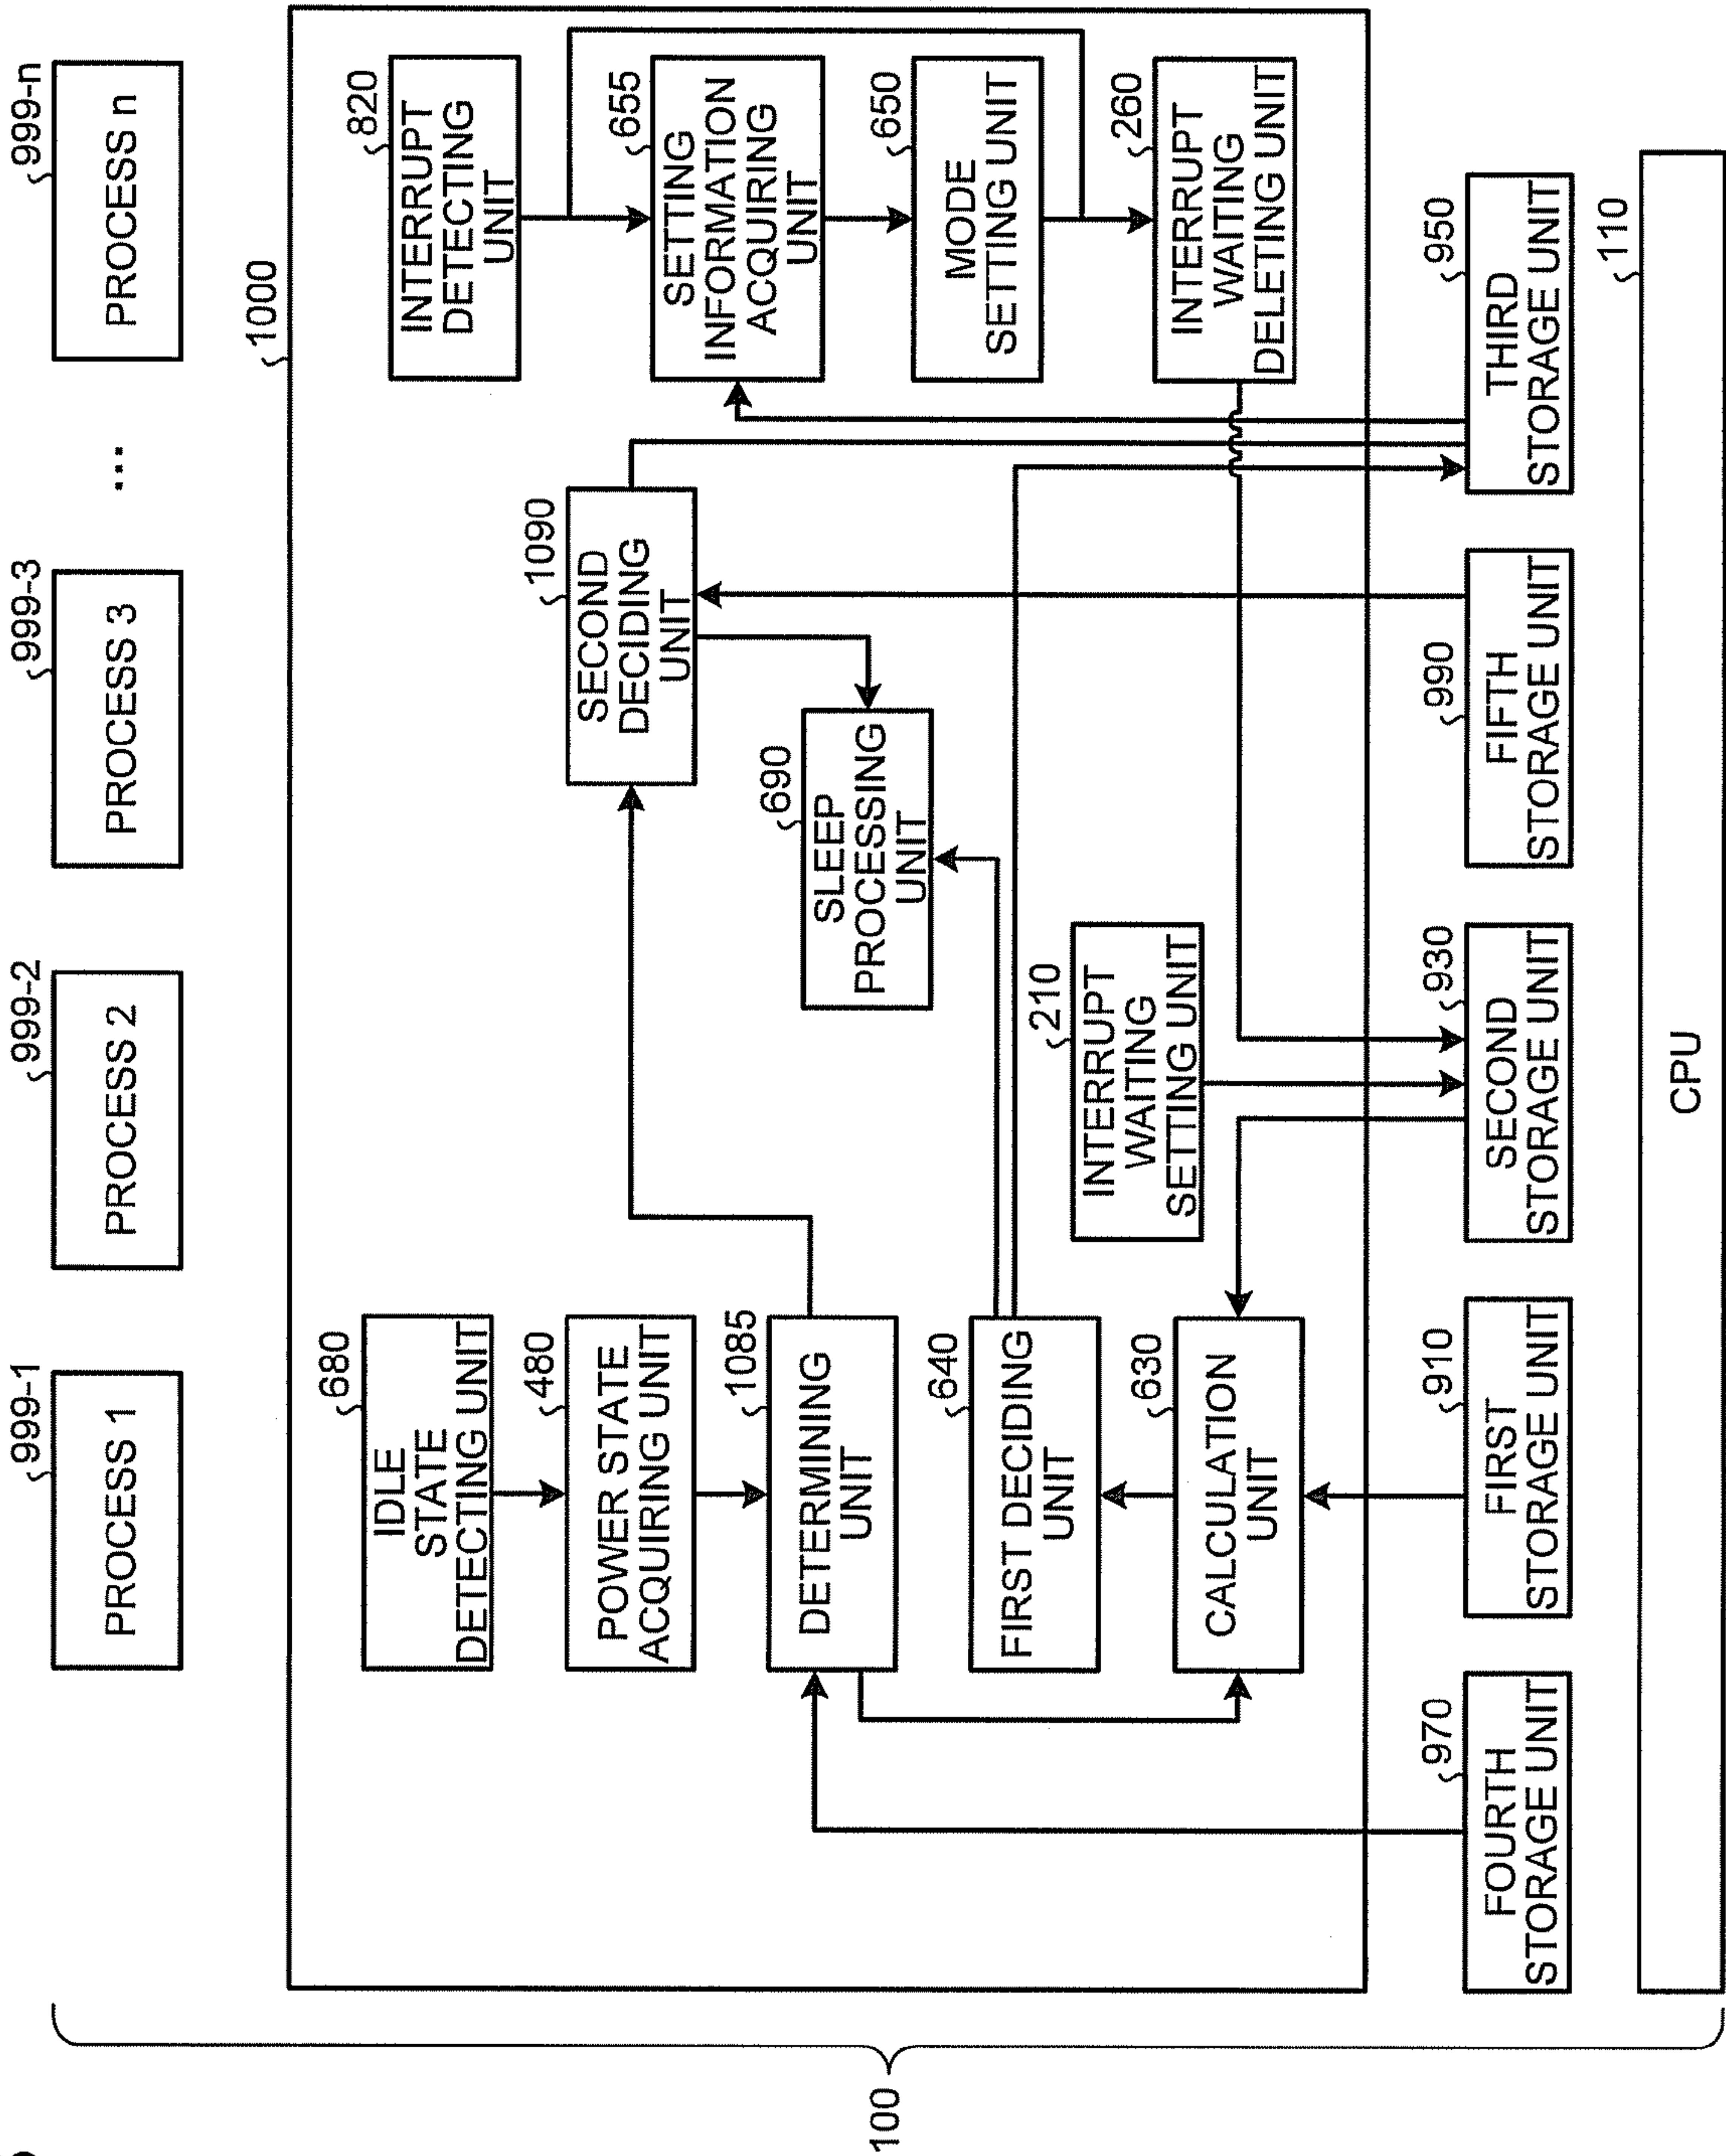 999-1
PROCESS 1
999-2
PROCESS 2
999-3
PROCESS 3
...
999-n
PROCESS n
1000
680
IDLE
STATE
DETECTING UNIT
480
POWER STATE
ACQUIRING UNIT
1085
DETERMINING
UNIT
640
FIRST DECIDING
UNIT
630
CALCULATION
UNIT
210
INTERRUPT
WAITING
SETTING UNIT
690
SLEEP
PROCESSING
UNIT
1090
SECOND
DECIDING
UNIT
820
INTERRUPT
DETECTING
UNIT
655
SETTING
INFORMATION
ACQUIRING
UNIT
650
MODE
SETTING UNIT
260
INTERRUPT
WAITING
DELETING UNIT
970
FOURTH
STORAGE UNIT
910
FIRST
STORAGE UNIT
930
SECOND
STORAGE UNIT
990
FIFTH
STORAGE UNIT
950
THIRD
STORAGE UNIT
110
CPU
100